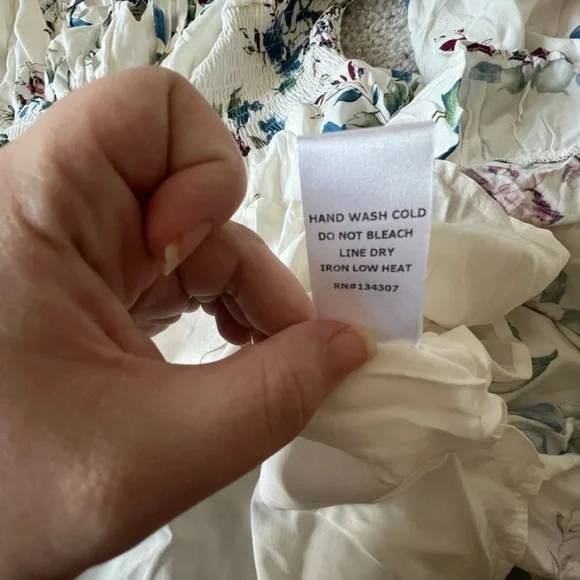 HAND WASH COLD
DO NOT BLEACH
LINE DRY
IRON LOW HEAT
RN#134307